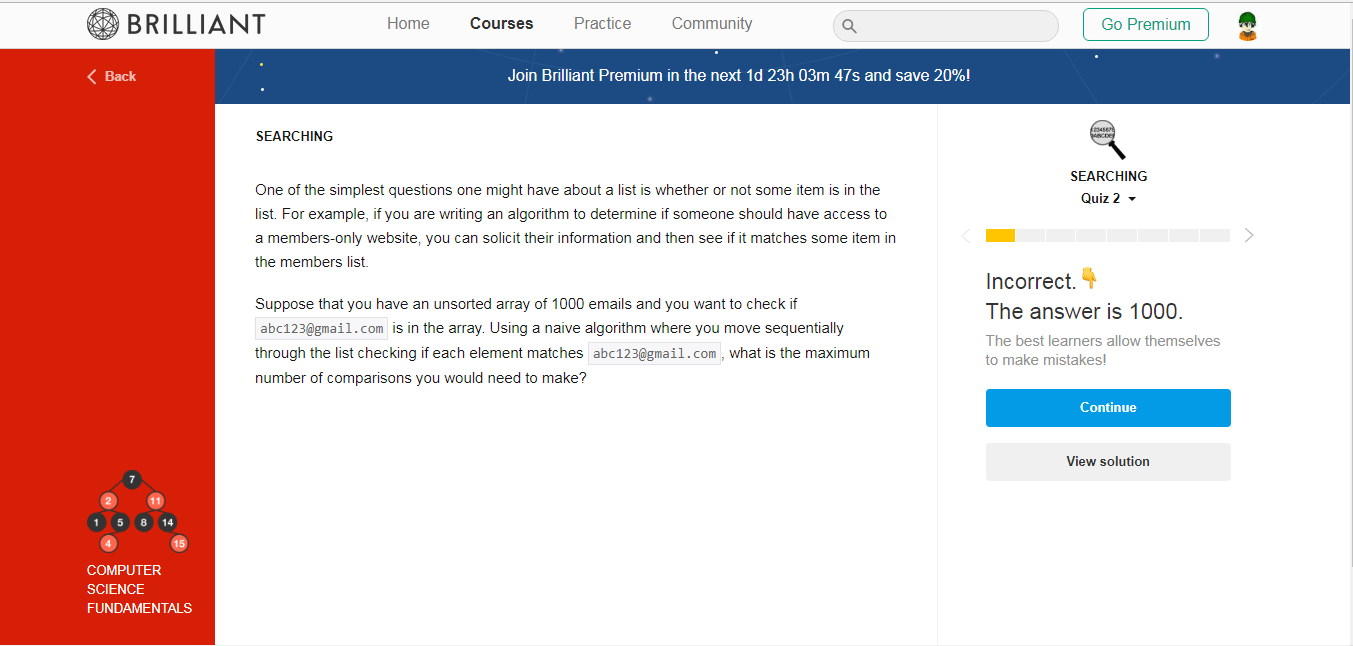 BRILLIANT
Home Courses Practice Community
Go Premium
Back
Join Brilliant Premium in the next 1d 23h 03m 47s and save 20%!
SEARCHING
One of the simplest questions one might have about a list is whether or not some item is in the
list. For example, if you are writing an algorithm to determine if someone should have access to
a members-only website, you can solicit their information and then see if it matches some item in
the members list.
Suppose that you have an unsorted array of 1000 emails and you want to check if
abc123@gmail.com is in the array. Using a naive algorithm where you move sequentially
through the list checking if each element matches abc123@gmail.com, what is the maximum
number of comparisons you would need to make?
SEARCHING
Quiz 2
Incorrect.
The answer is 1000.
The best learners allow themselves
to make mistakes!
Continue
View solution
7
2 11
1 5 8 14
4 15
COMPUTER
SCIENCE
FUNDAMENTALS